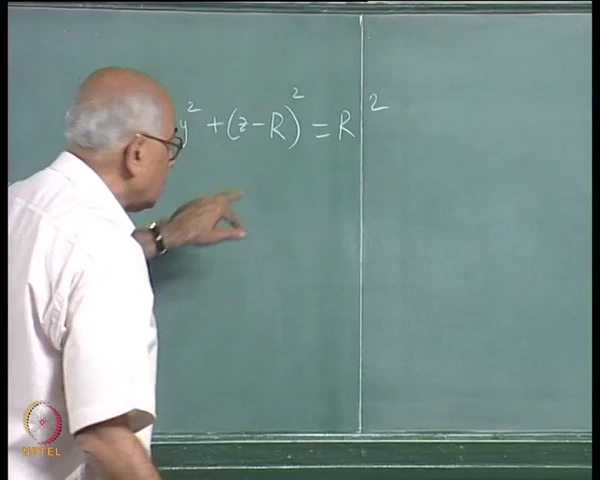 y² + (z – R)² = R²
NPTEL